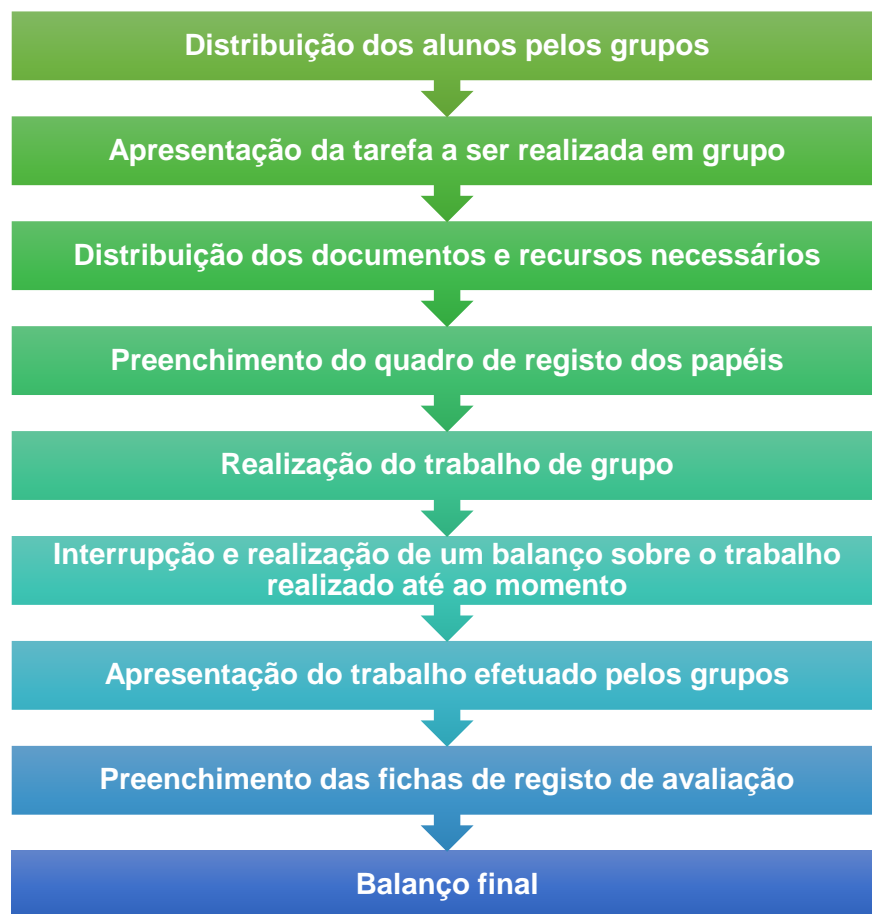 Distribuição dos alunos pelos grupos
Apresentação da tarefa a ser realizada em grupo
Distribuição dos documentos e recursos necessários
Preenchimento do quadro de registo dos papéis
Realização do trabalho de grupo
Interrupção e realização de um balanço sobre o trabalho
realizado até ao momento
Apresentação do trabalho efetuado pelos grupos
Preenchimento das fichas de registo de avaliação
Balanço final